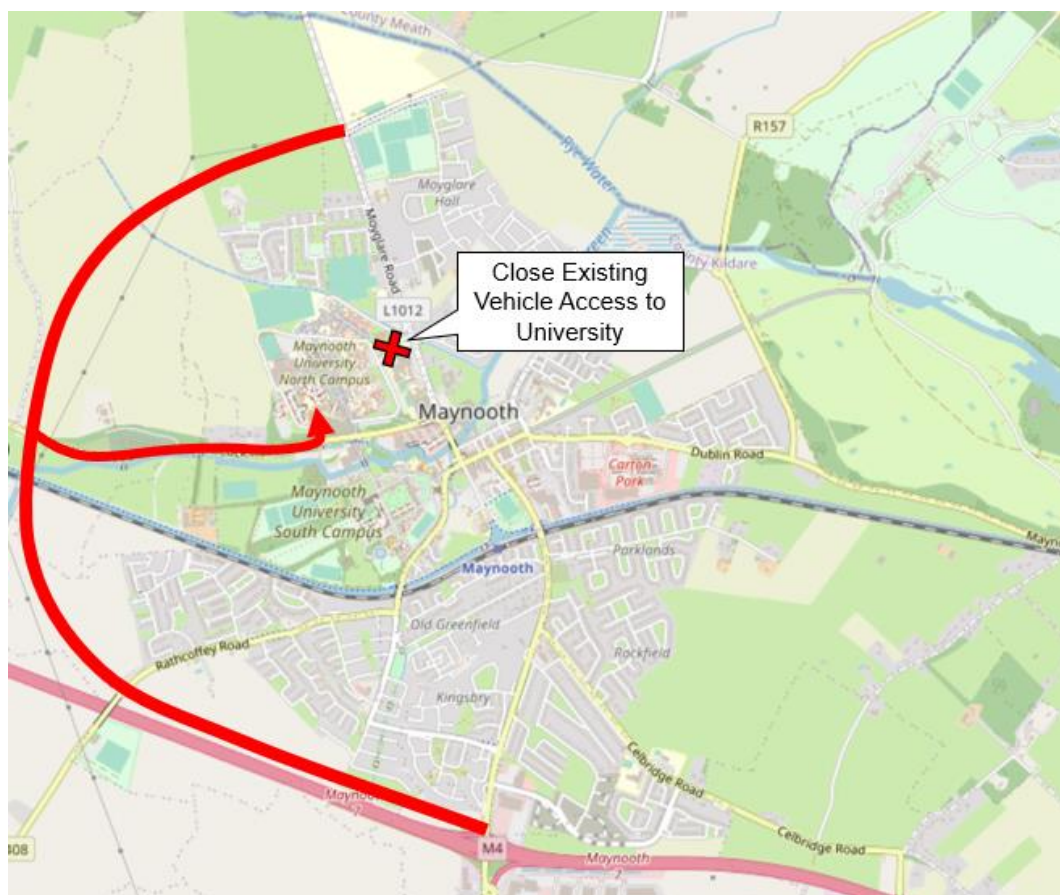 County Meath
R157
Rye Water
Moyglare
Hall
Moyglare Road
County Kildare
Close Existing
Vehicle Access to
University
L1012
Maynooth
University
North Campus
Maynooth
Dublin Road
Carton
Park
Maynooth
University
South Campus
Parklands
Maynooth
Old Greenfield
Rathcoffey Road
Rockfield
Kingsbry
Celbridge Road
M4
Maynooth
7
Celbridge Road